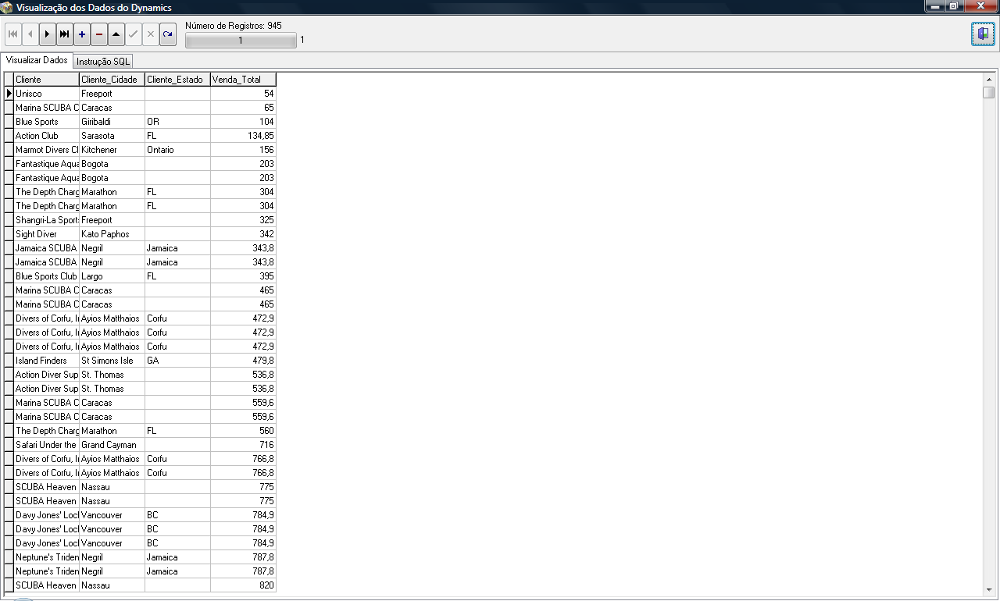 Visualização dos Dados do Dynamics
Número de Registros: 945
1 1
Visualizar Dados Instrução SQL
Cliente Cliente_Cidade Cliente_Estado Venda_Total
Unisco Freeport 54
Marina SCUBA C Caracas 65
Blue Sports Giribaldi OR 104
Action Club Sarasota FL 134,85
Marmot Divers Cl Kitchener Ontario 156
Fantastique Aqua Bogota 203
Fantastique Aqua Bogota 203
The Depth Charg Marathon FL 304
The Depth Charg Marathon FL 304
Shangri-La Sport Freeport 325
Sight Diver Kato Paphos 342
Jamaica SCUBA Negril Jamaica 343,8
Jamaica SCUBA Negril Jamaica 343,8
Blue Sports Club Largo FL 395
Marina SCUBA C Caracas 465
Marina SCUBA C Caracas 465
Divers of Corfu, I Ayios Matthaios Corfu 472,9
Divers of Corfu, I Ayios Matthaios Corfu 472,9
Divers of Corfu, I Ayios Matthaios Corfu 472,9
Island Finders St Simons Isle GA 479,8
Action Diver Sup St. Thomas 536,8
Action Diver Sup St. Thomas 536,8
Marina SCUBA C Caracas 559,6
Marina SCUBA C Caracas 559,6
The Depth Charg Marathon FL 560
Safari Under the Grand Cayman 716
Divers of Corfu, I Ayios Matthaios Corfu 766,8
Divers of Corfu, I Ayios Matthaios Corfu 766,8
SCUBA Heaven Nassau 775
SCUBA Heaven Nassau 775
Davy Jones' Loc Vancouver BC 784,9
Davy Jones' Loc Vancouver BC 784,9
Davy Jones' Loc Vancouver BC 784,9
Neptune's Triden Negril Jamaica 787,8
Neptune's Triden Negril Jamaica 787,8
SCUBA Heaven Nassau 820